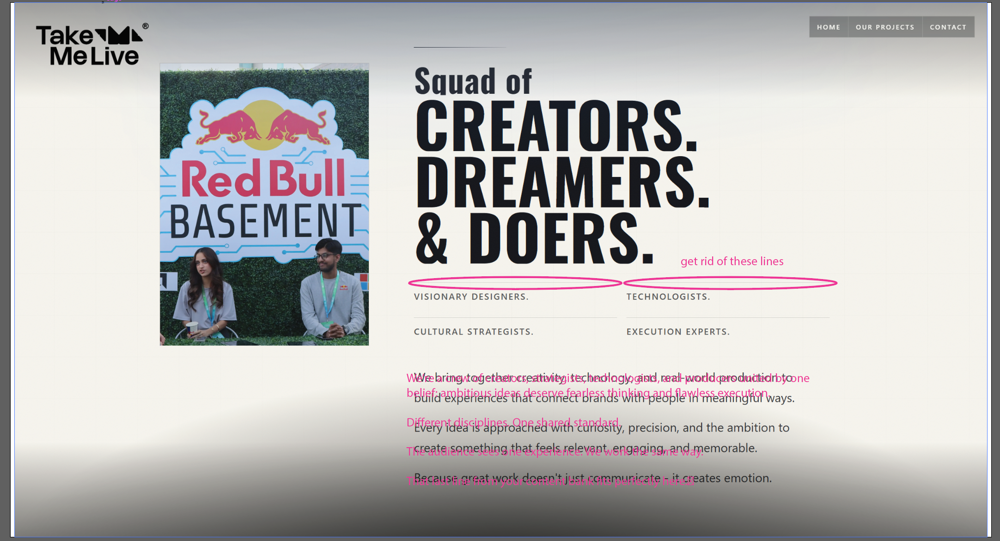 Take Me Live ®
HOME
OUR PROJECTS
CONTACT
Squad of
CREATORS.
DREAMERS.
& DOERS.
Red Bull
BASEMENT
get rid of these lines
VISIONARY DESIGNERS.
TECHNOLOGISTS.
CULTURAL STRATEGISTS.
EXECUTION EXPERTS.
We bring together creativity, technology, and real-world production to
build experiences that connect brands with people in meaningful ways.
Every idea is approached with curiosity, precision, and the ambition to
create something that feels relevant, engaging, and memorable.
Because great work doesn't just communicate - it creates emotion.
We're a crew of creators, strategists, technologists, and producers united by one
belief: ambitious ideas deserve fearless thinking and flawless execution.
Different disciplines. One shared standard.
The audience sees one experience. We work the same way.
That last line from your content bank fits perfectly here.